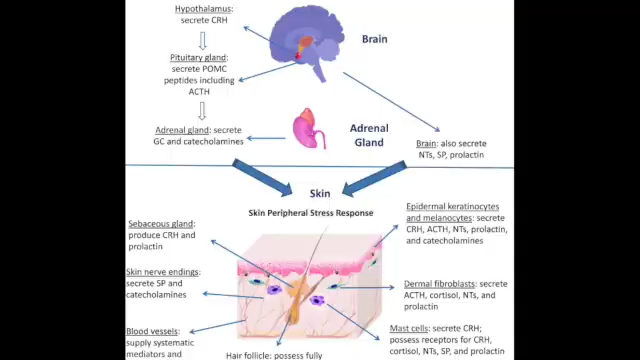 Hypothalamus:
secrete CRH
Brain
Pituitary gland:
secrete POMC
peptides including
ACTH
Adrenal gland: secrete
GC and catecholamines
Adrenal
Gland
Brain: also secrete
NTs, SP, prolactin
Skin
Skin Peripheral Stress Response
Sebaceous gland:
produce CRH and
prolactin
Skin nerve endings:
secrete SP and
catecholamines
Blood vessels:
supply systematic
mediators and
Hair follicle: possess fully
Epidermal keratinocytes
and melanocytes: secrete
CRH, ACTH, NTs, prolactin,
and catecholamines
Dermal fibroblasts: secrete
ACTH, cortisol, NTs, and
prolactin
Mast cells: secrete CRH;
possess receptors for CRH,
cortisol, NTs, SP, and prolactin